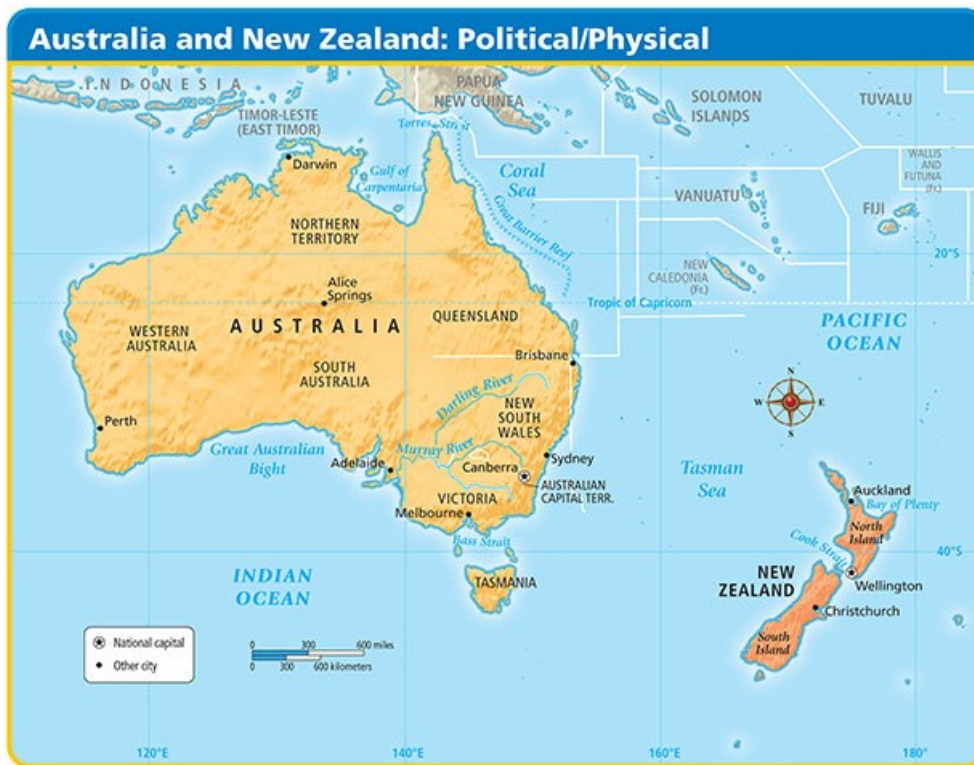 Australia and New Zealand: Political/Physical
INDONESIA
PAPUA
NEW GUINEA
SOLOMON
ISLANDS
TUVALU
TIMOR-LESTE
(EAST TIMOR)
Torres Strait
Darwin
Gulf of
Carpentaria
Coral
Sea
WALLIS
AND
FUTUNA
(Fr.)
VANUATU
FIJI
NORTHERN
TERRITORY
Great Barrier Reef
20°S
NEW
CALEDONIA
(Fr.)
Alice
Springs
Tropic of Capricorn
WESTERN
AUSTRALIA
AUSTRALIA
QUEENSLAND
PACIFIC
OCEAN
SOUTH
AUSTRALIA
Brisbane
Darling River
N
W
E
S
NEW
SOUTH
WALES
Perth
Great Australian
Bight
Murray River
Adelaide
Canberra
Sydney
AUSTRALIAN
CAPITAL TERR.
Tasman
Sea
VICTORIA
Melbourne
Auckland
Bay of Plenty
North
Island
Bass Strait
Cook Strait
40°S
INDIAN
OCEAN
TASMANIA
NEW
ZEALAND
Wellington
Christchurch
South
Island
National capital
Other city
0 300 600 miles
0 300 600 kilometers
120°E
140°E
160°E
180°